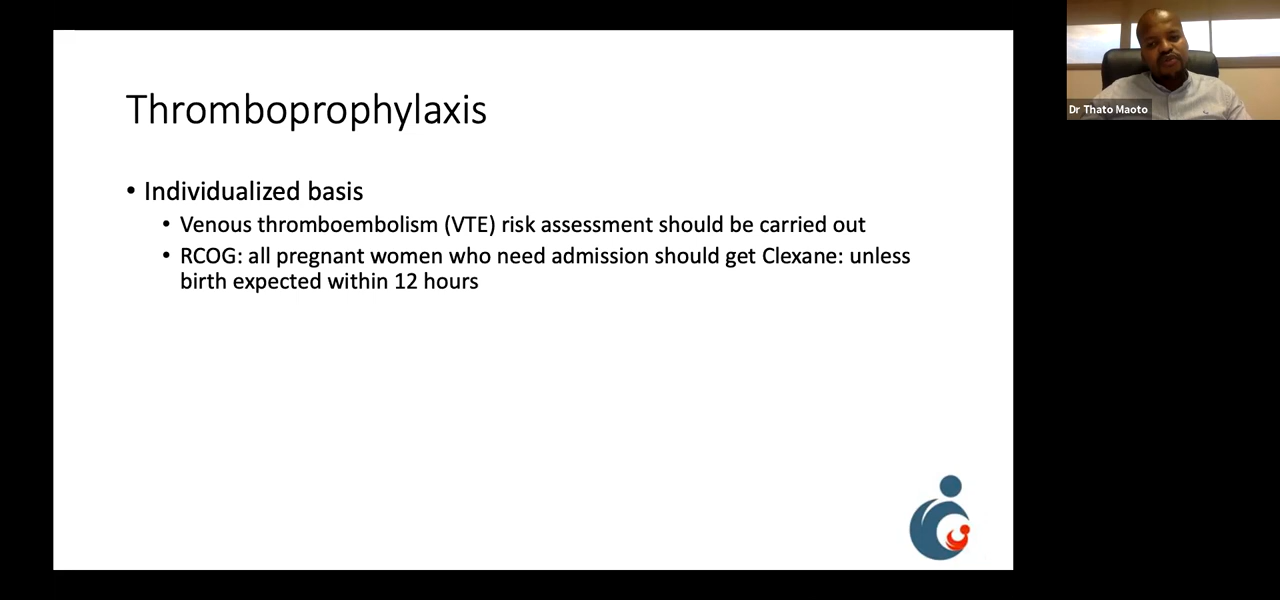 Thromboprophylaxis
• Individualized basis
• Venous thromboembolism (VTE) risk assessment should be carried out
• RCOG: all pregnant women who need admission should get Clexane: unless
birth expected within 12 hours
Dr Thato Maoto